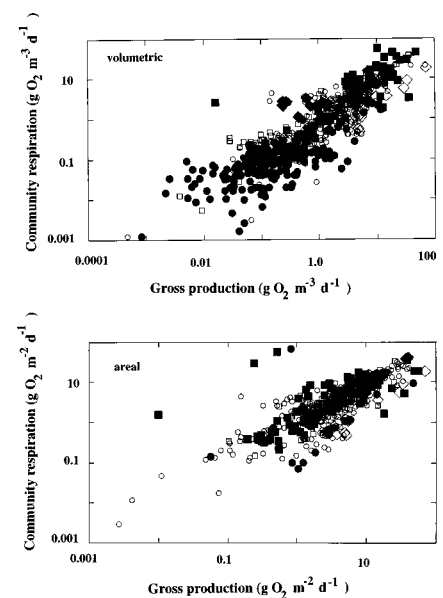 volumetric
Community respiration (g O2 m-3 d-1)
10
0.1
0.001
0.0001
0.01
1.0
100
Gross production (g O2 m-3 d-1 )
areal
Community respiration (g O2 m-2 d-1 )
10
0.1
0.001
0.001
0.1
10
Gross production (g O2 m-2 d-1 )